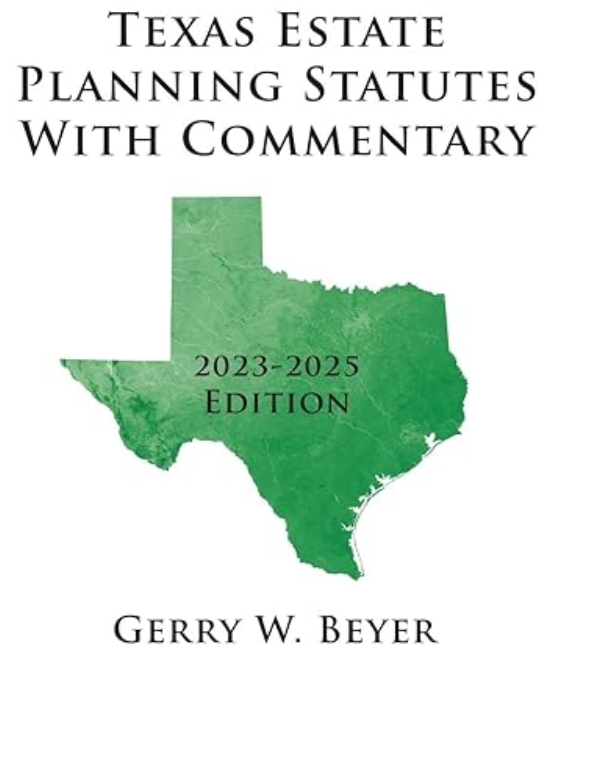 TEXAS ESTATE
PLANNING STATUTES
WITH COMMENTARY
2023-2025
EDITION
GERRY W. BEYER